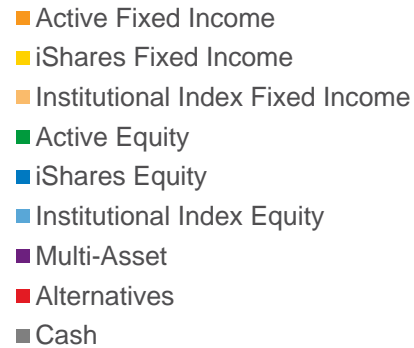 Active Fixed Income
iShares Fixed Income
Institutional Index Fixed Income
Active Equity
iShares Equity
Institutional Index Equity
Multi-Asset
Alternatives
Cash